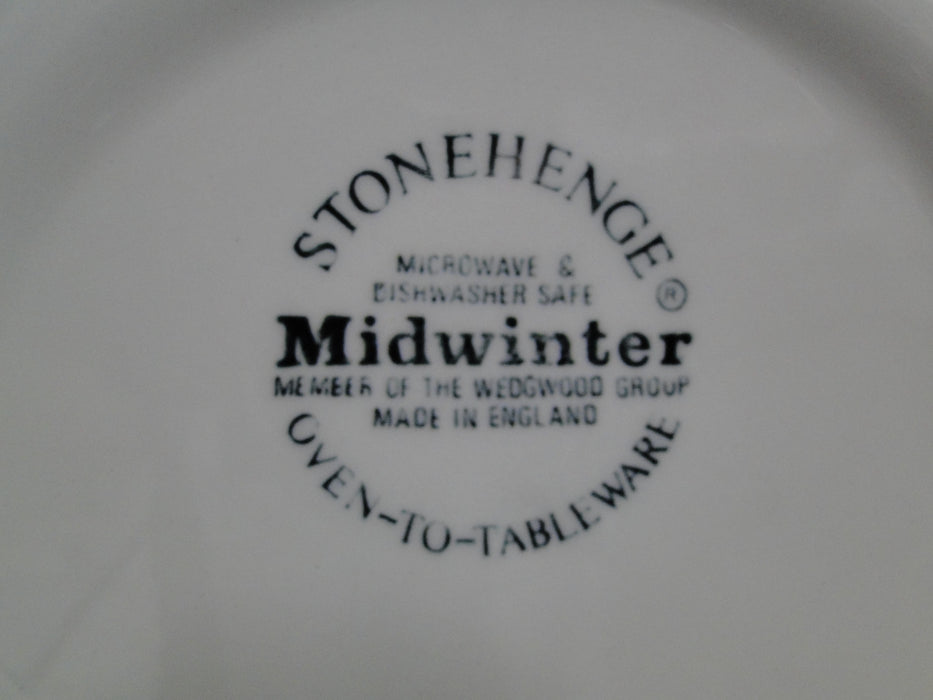 STONEHENGE ®
MICROWAVE &
DISHWASHER SAFE
Midwinter
MEMBER OF THE WEDGWOOD GROUP
MADE IN ENGLAND
OVEN-TO-TABLEWARE